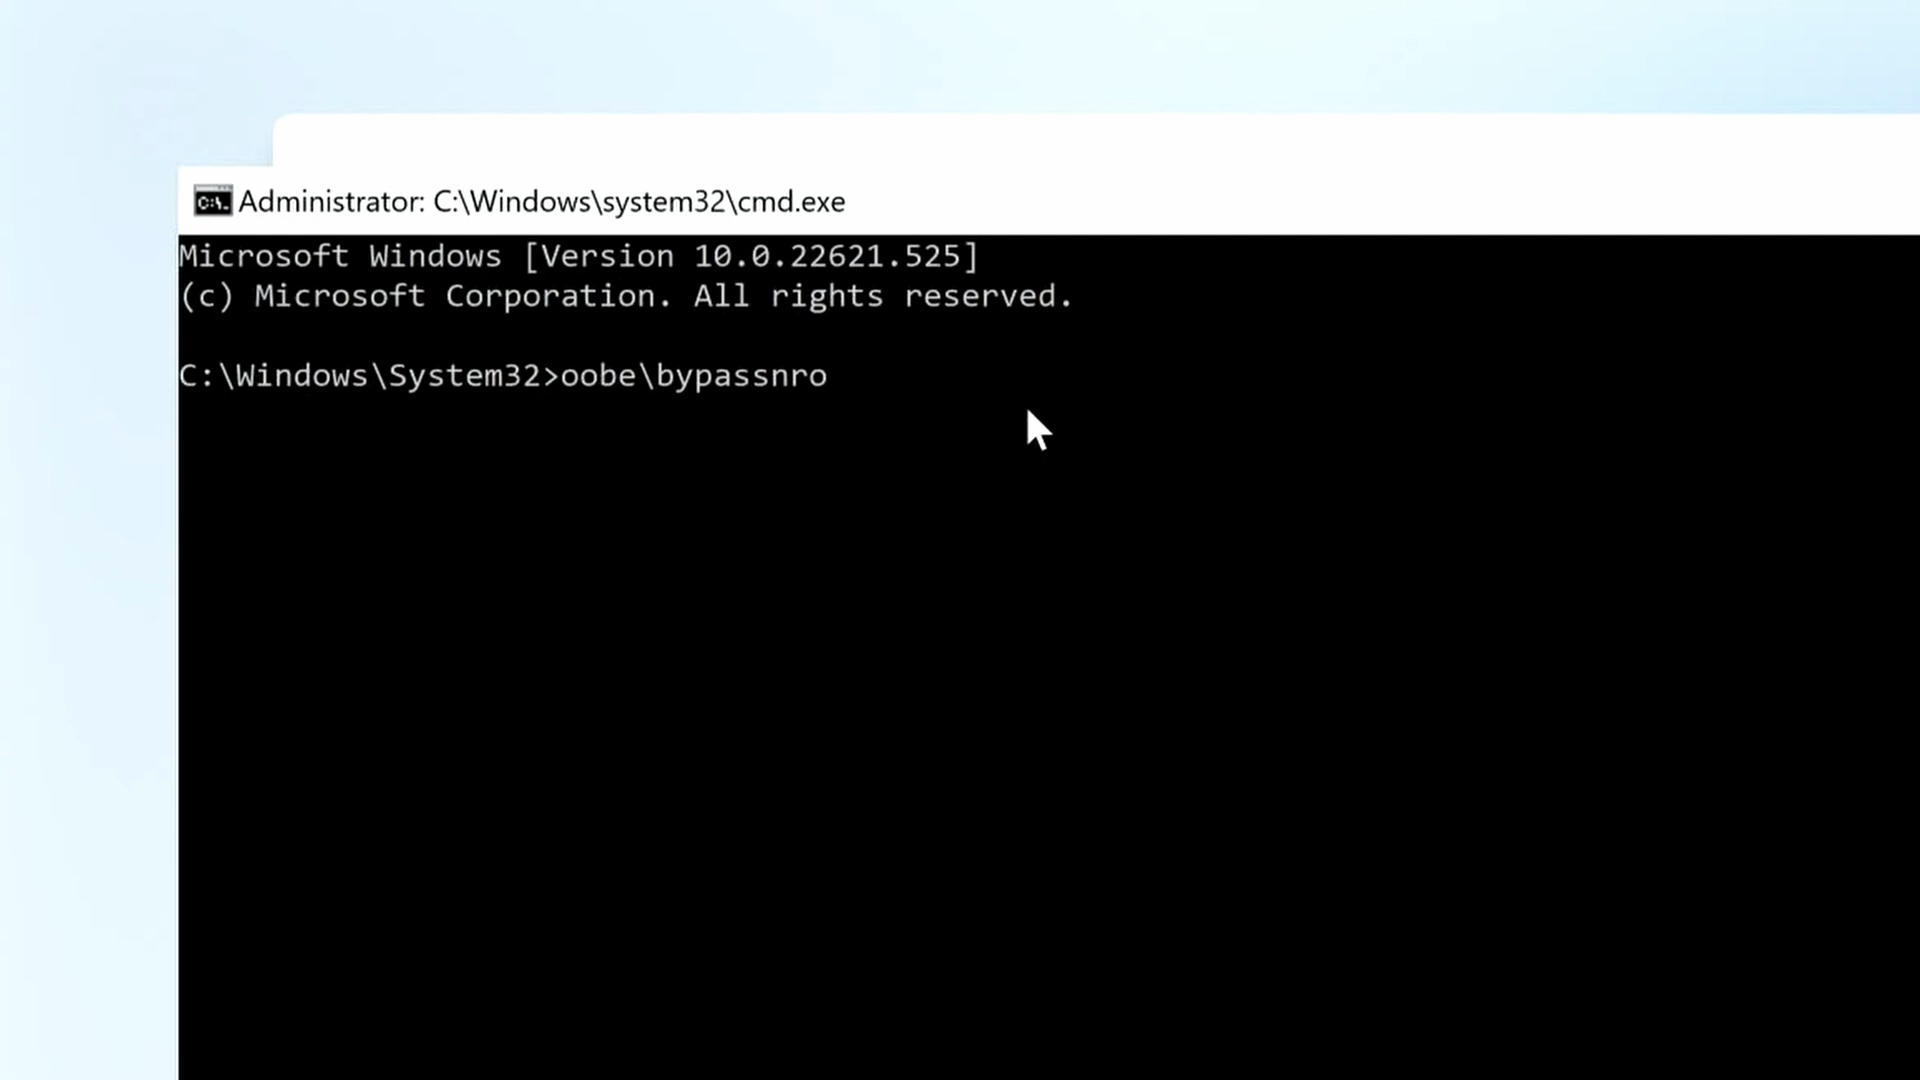 Administrator: C:\Windows\system32\cmd.exe
Microsoft Windows [Version 10.0.22621.525]
(c) Microsoft Corporation. All rights reserved.
C:\Windows\System32>oobe\bypassnro